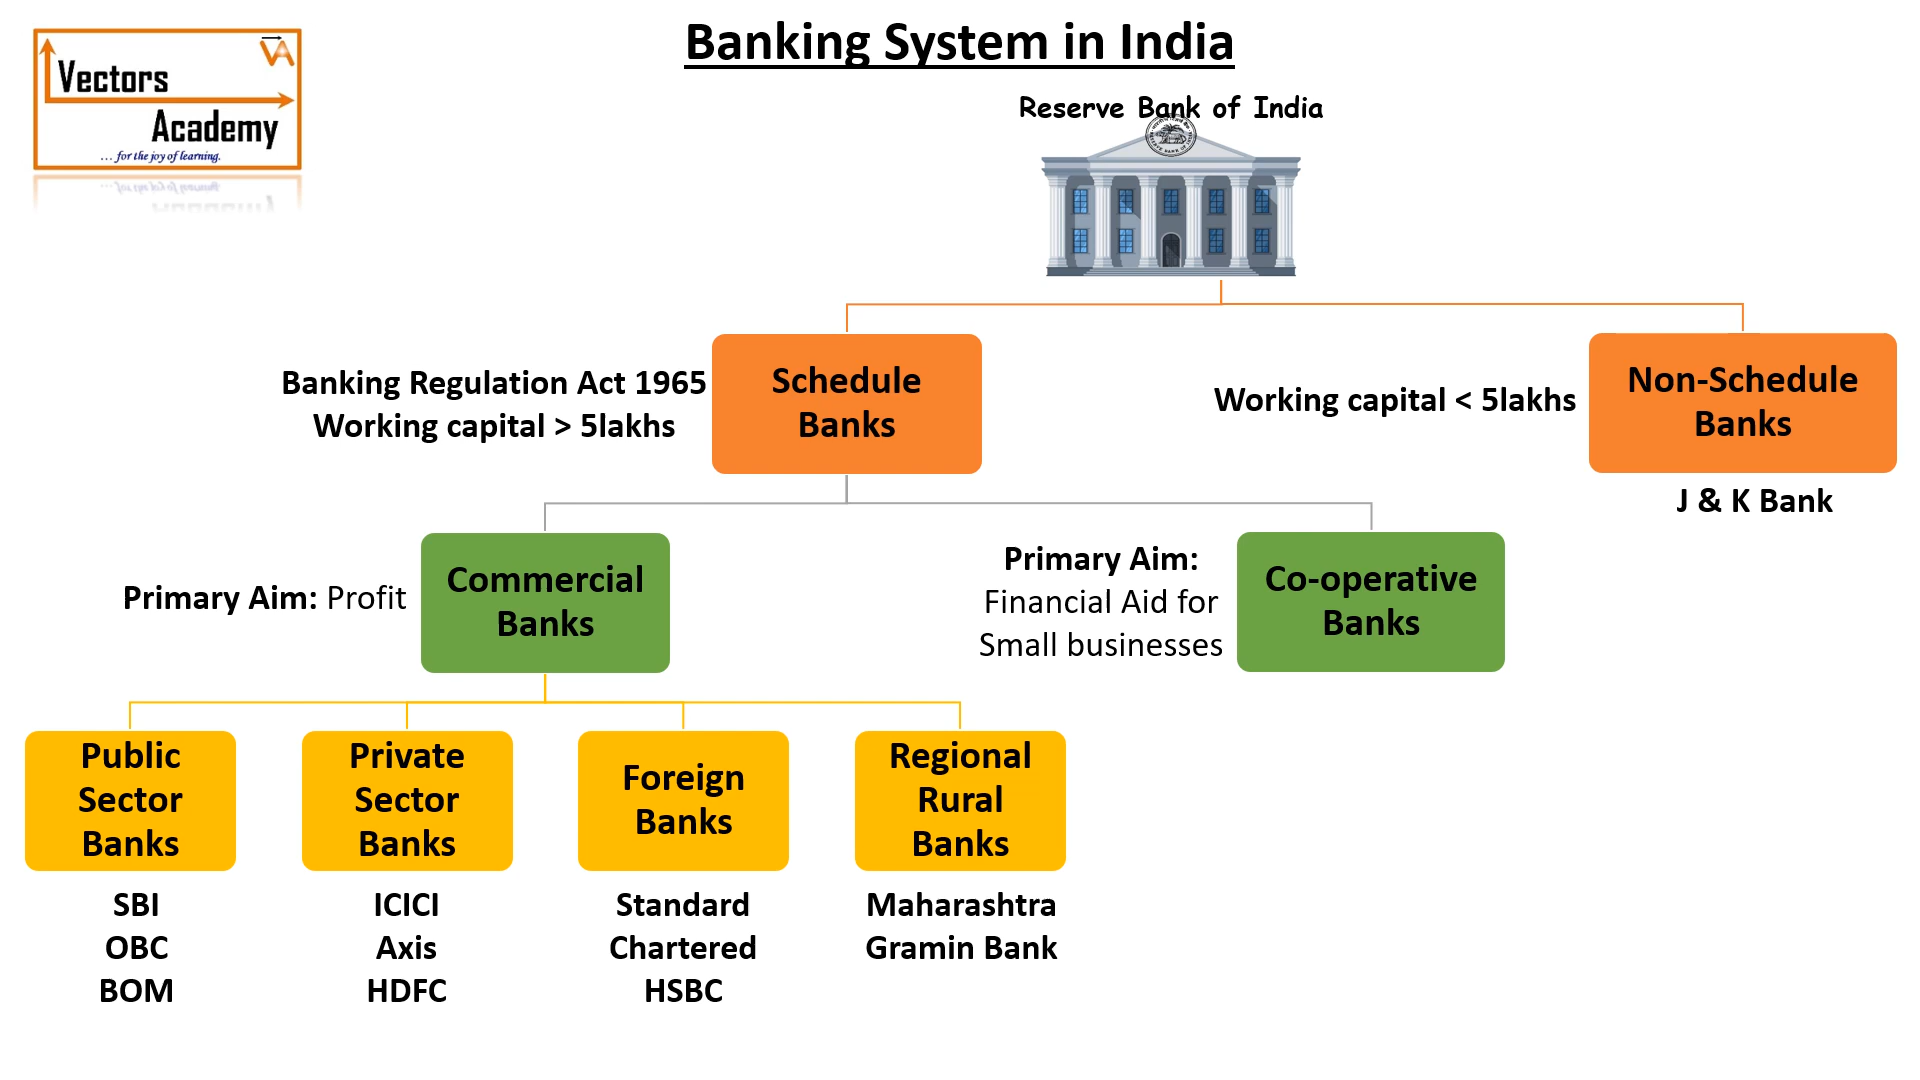 Vectors
Academy
... for the joy of learning.
Banking System in India
Reserve Bank of India
Banking Regulation Act 1965
Working capital > 5lakhs
Schedule
Banks
Working capital < 5lakhs
Non-Schedule
Banks
J & K Bank
Primary Aim: Profit
Commercial
Banks
Primary Aim:
Financial Aid for
Small businesses
Co-operative
Banks
Public
Sector
Banks
SBI
OBC
BOM
Private
Sector
Banks
ICICI
Axis
HDFC
Foreign
Banks
Standard
Chartered
HSBC
Regional
Rural
Banks
Maharashtra
Gramin Bank